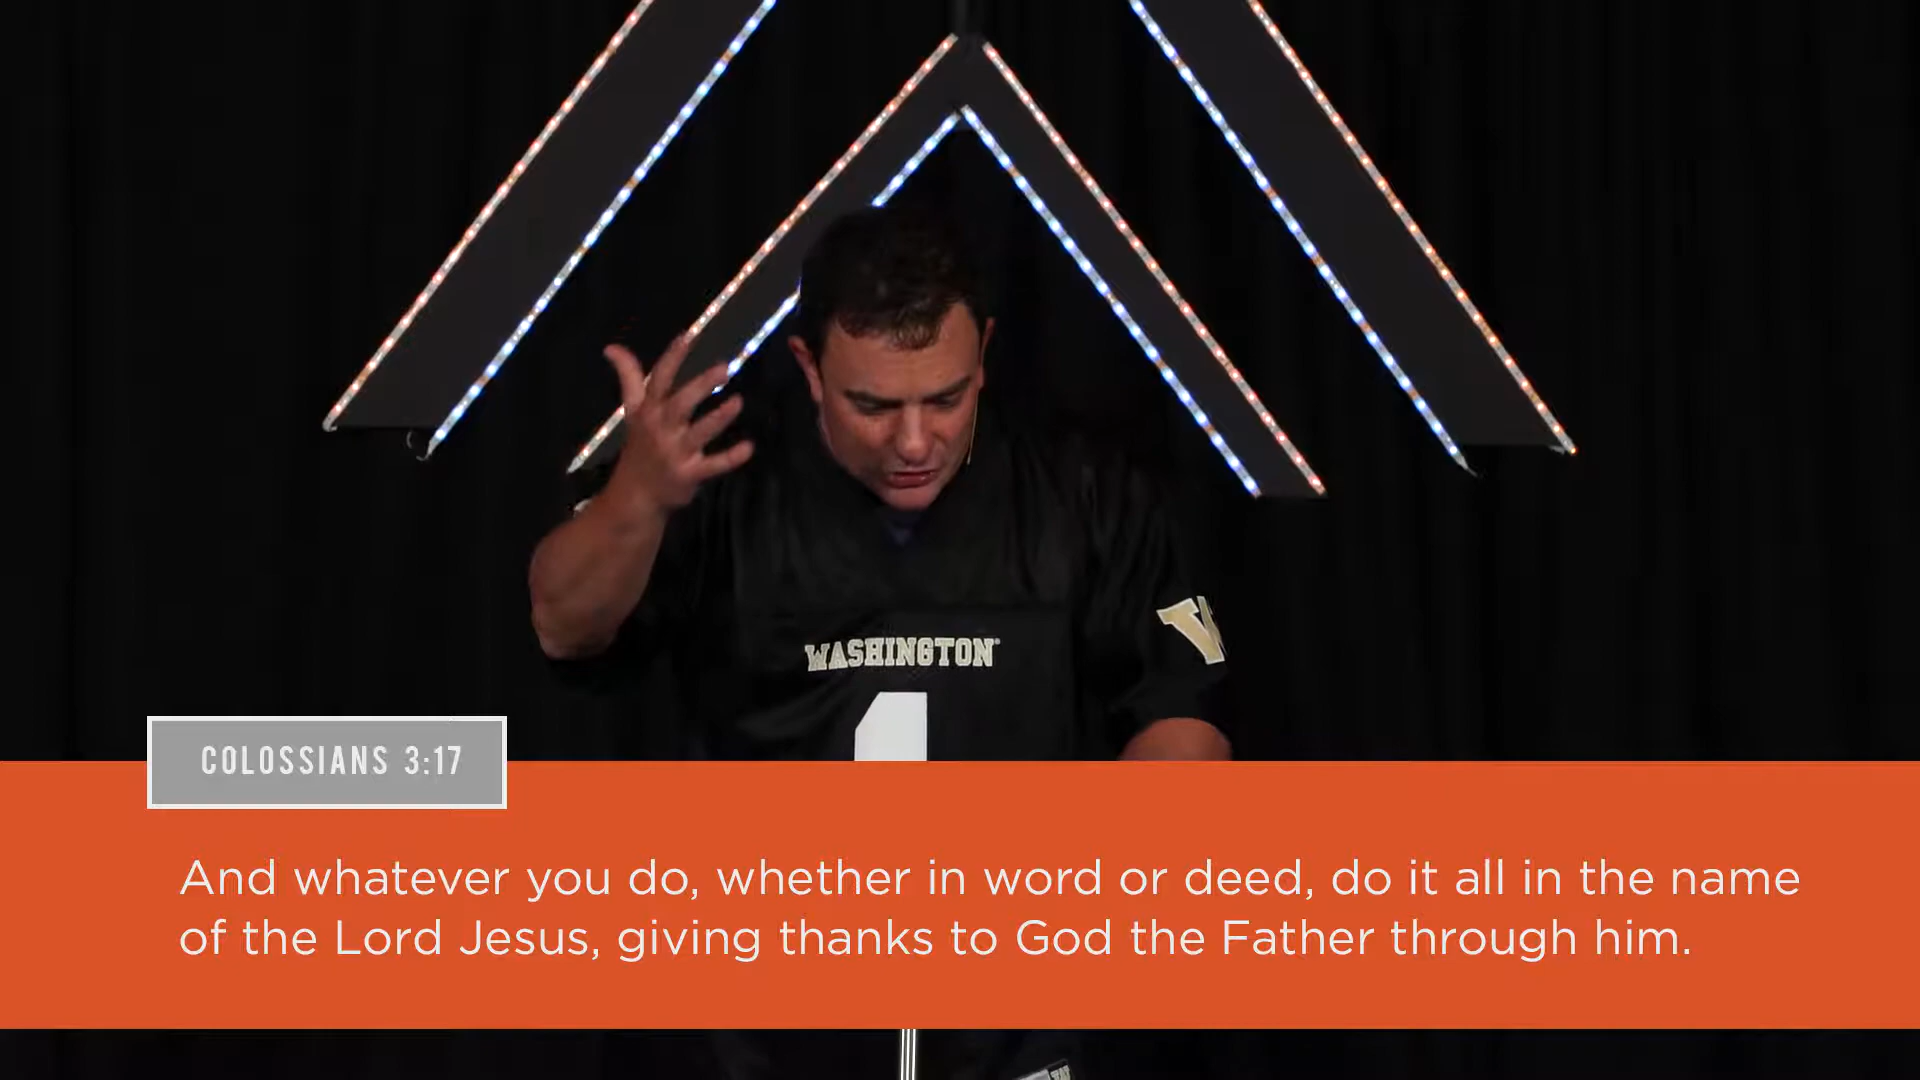 WASHINGTON
W
1
COLOSSIANS 3:17
And whatever you do, whether in word or deed, do it all in the name
of the Lord Jesus, giving thanks to God the Father through him.
W